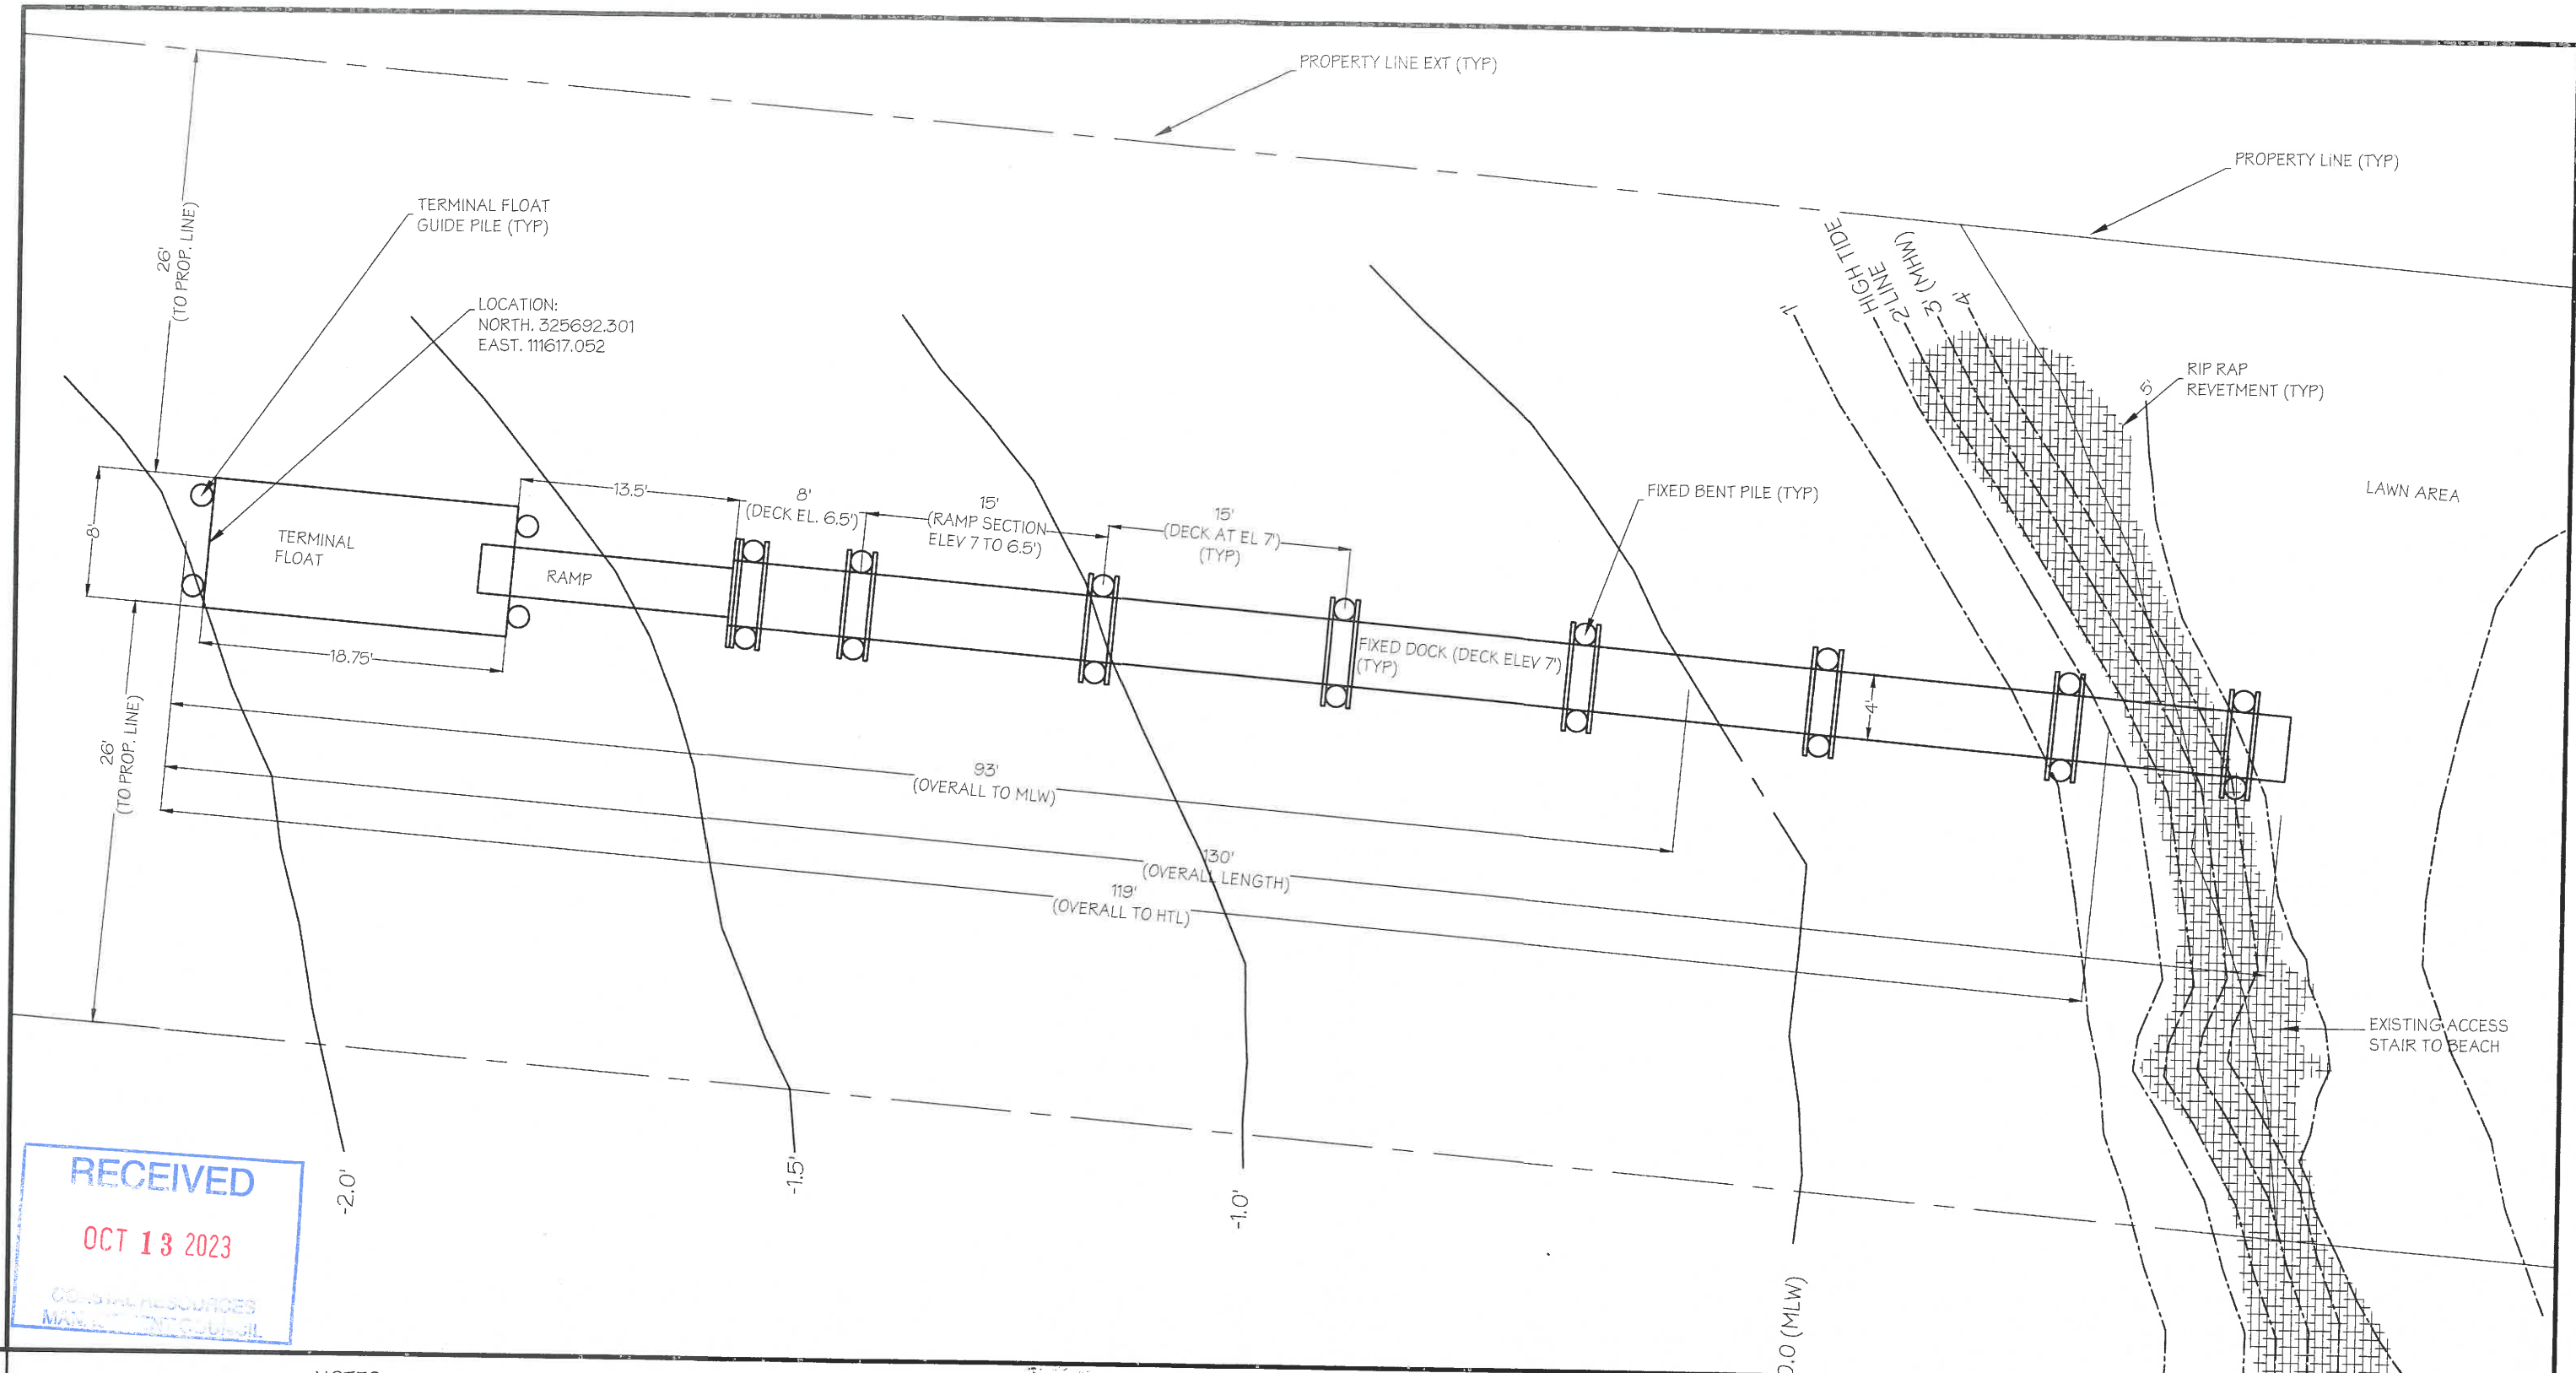 PROPERTY LINE EXT (TYP)
PROPERTY LINE (TYP)
26'
(TO PROP. LINE)
TERMINAL FLOAT
GUIDE PILE (TYP)
LOCATION:
NORTH. 325692.301
EAST. 111617.052
1'
HIGH TIDE
2' LINE
3' (MHW)
4'
5'
RIP RAP
REVETMENT (TYP)
LAWN AREA
8'
TERMINAL
FLOAT
RAMP
13.5'
8'
(DECK EL. 6.5')
15'
(RAMP SECTION
ELEV 7 TO 6.5')
15'
(DECK AT EL 7')
(TYP)
FIXED BENT PILE (TYP)
FIXED DOCK (DECK ELEV 7')
(TYP)
4'
18.75'
26'
(TO PROP. LINE)
93'
(OVERALL TO MLW)
130'
(OVERALL LENGTH)
119'
(OVERALL TO HTL)
EXISTING ACCESS
STAIR TO BEACH
-2.0'
-1.5'
-1.0'
0.0 (MLW)
RECEIVED
OCT 13 2023
COASTAL RESOURCES
MANAGEMENT COUNCIL